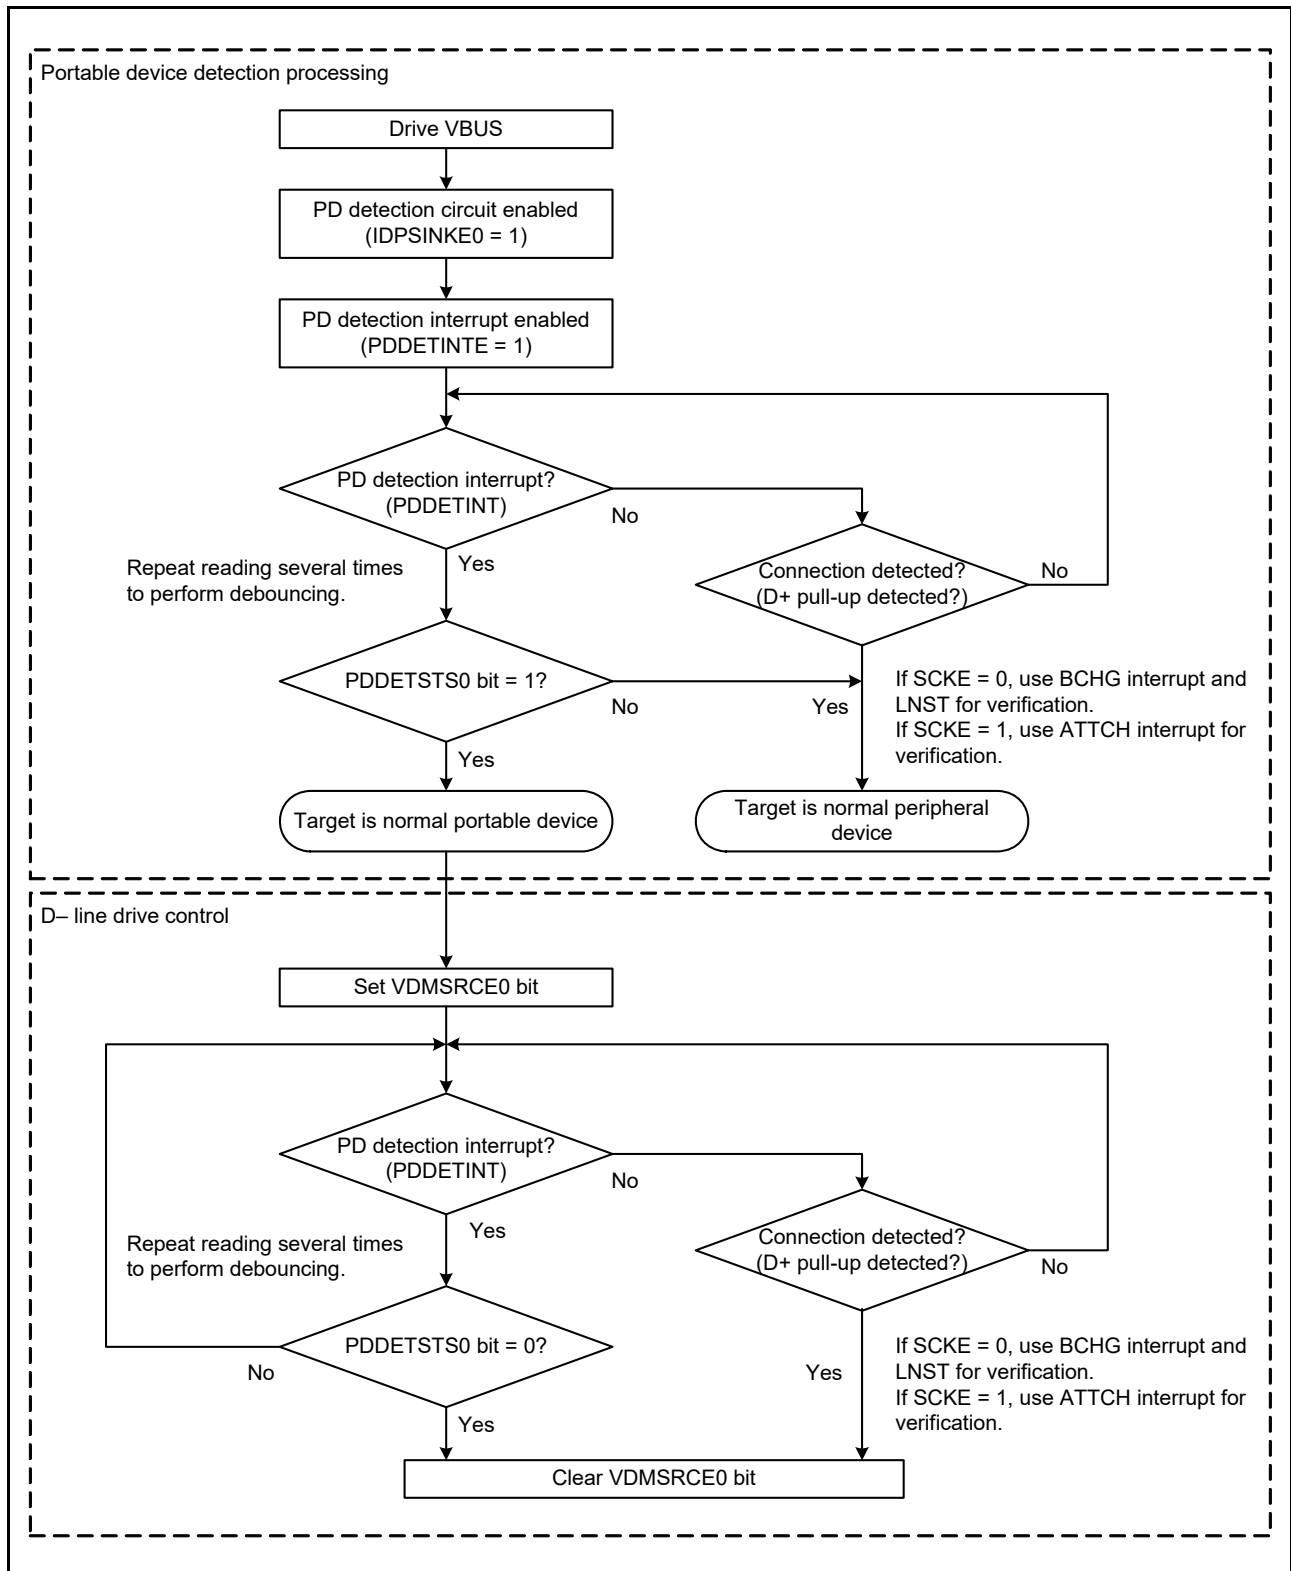 Portable device detection processing
Drive VBUS
PD detection circuit enabled
(IDPSINKE0 = 1)
PD detection interrupt enabled
(PDDETINTE = 1)
PD detection interrupt?
(PDDETINT)
No
Yes
Repeat reading several times
to perform debouncing.
Connection detected?
(D+ pull-up detected?)
No
PDDETSTS0 bit = 1?
No
Yes
If SCKE = 0, use BCHG interrupt and
LNST for verification.
If SCKE = 1, use ATTCH interrupt for
verification.
Yes
Target is normal portable device
Target is normal peripheral
device
D– line drive control
Set VDMSRCE0 bit
PD detection interrupt?
(PDDETINT)
No
Yes
Repeat reading several times
to perform debouncing.
Connection detected?
(D+ pull-up detected?)
No
PDDETSTS0 bit = 0?
No
Yes
If SCKE = 0, use BCHG interrupt and
LNST for verification.
If SCKE = 1, use ATTCH interrupt for
verification.
Yes
Clear VDMSRCE0 bit